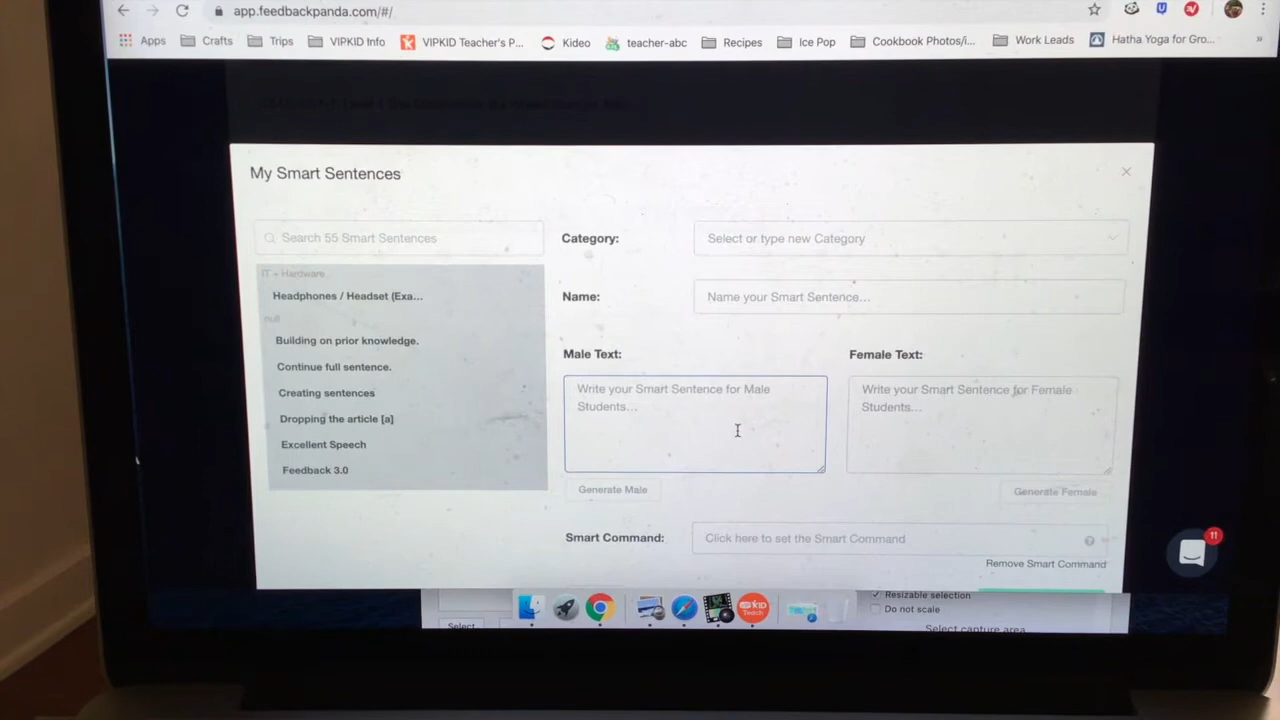 app.feedbackpanda.com/#/
Apps Crafts Trips VIPKID Info VIPKID Teacher's P... Kideo teacher-abc Recipes Ice Pop Cookbook Photos/i... Work Leads Hatha Yoga for Gro... »
My Smart Sentences
Search 55 Smart Sentences
Category: Select or type new Category
IT + Hardware
Headphones / Headset (Exa...
Name: Name your Smart Sentence...
null
Building on prior knowledge.
Continue full sentence.
Creating sentences
Dropping the article [a]
Excellent Speech
Feedback 3.0
Male Text:
Write your Smart Sentence for Male
Students...
Generate Male
Female Text:
Write your Smart Sentence for Female
Students...
Generate Female
Smart Command: Click here to set the Smart Command
Remove Smart Command
11
Resizable selection
Do not scale
Select capture area
Select
VIPKID
Teach